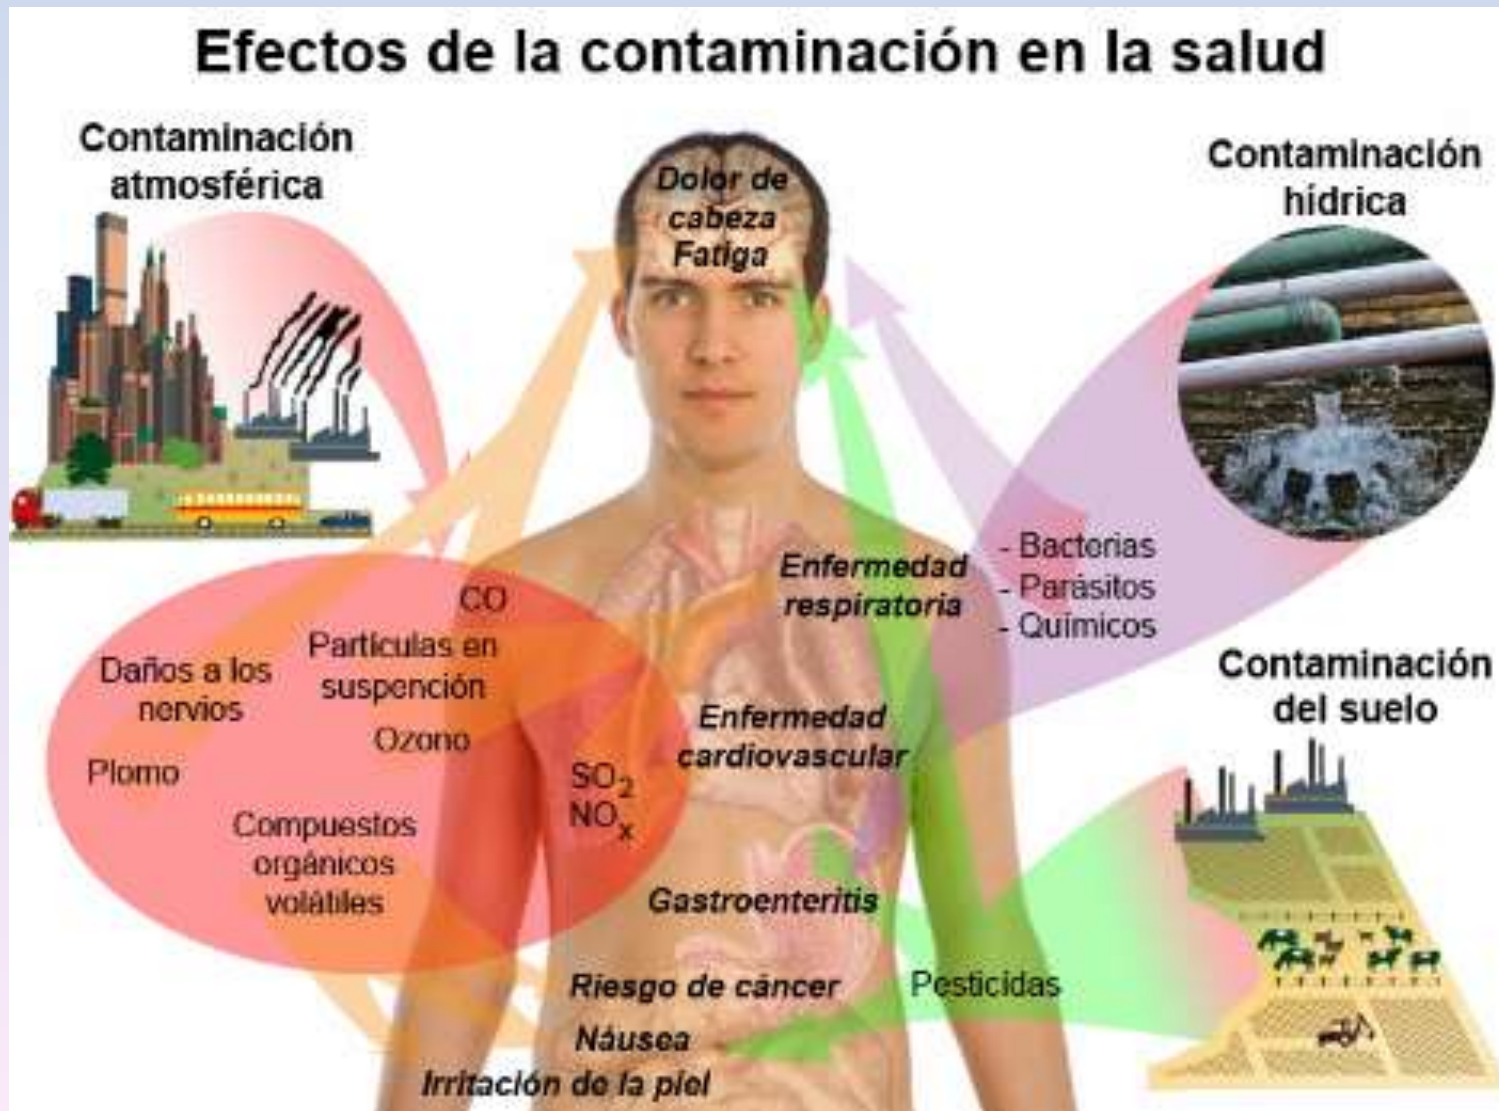 Efectos de la contaminación en la salud
Contaminación
atmosférica
Contaminación
hídrica
Dolor de
cabeza
Fatiga
Enfermedad
respiratoria
- Bacterias
- Parásitos
- Químicos
CO
Partículas en
suspención
Daños a los
nervios
Ozono
Plomo
SO₂
NOₓ
Compuestos
orgánicos
volátiles
Enfermedad
cardiovascular
Contaminación
del suelo
Gastroenteritis
Riesgo de cáncer
Pesticidas
Náusea
Irritación de la piel